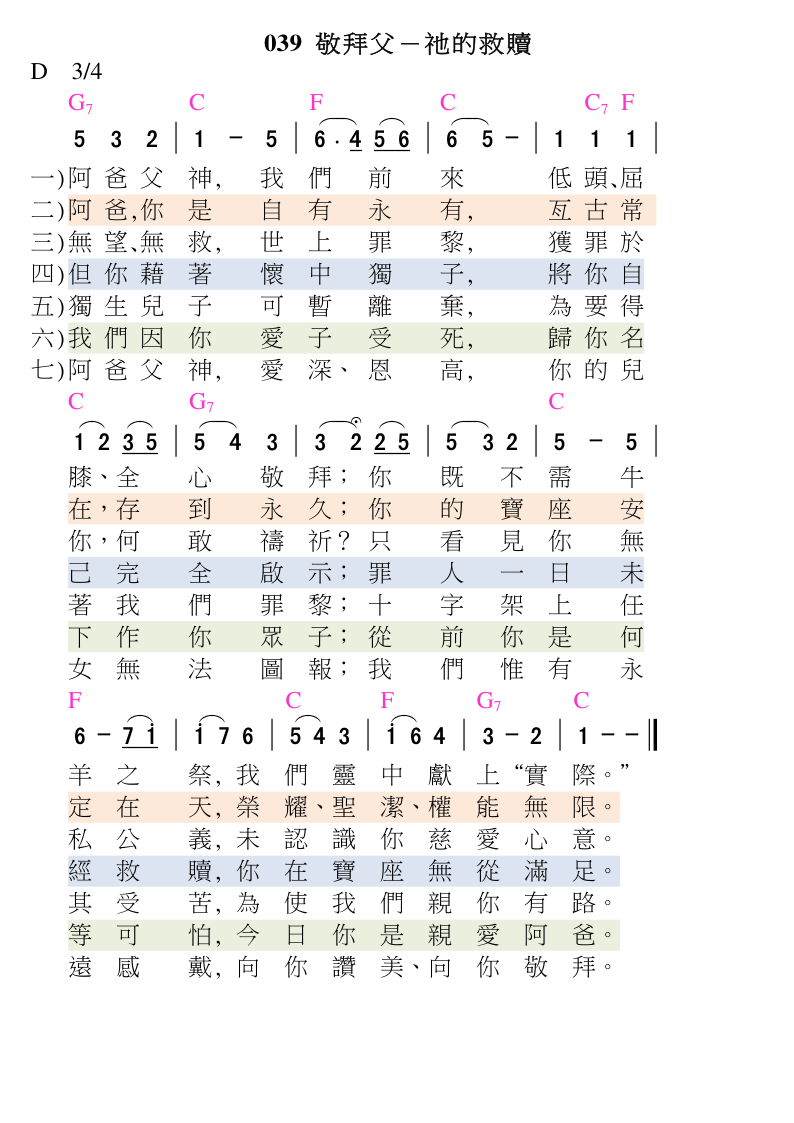 039 敬拜父－祂的救贖
D 3/4
G7 C F C C7 F
5 3 2 | 1 － 5 | 6 . 4 5 6 | 6 5 － | 1 1 1 |
一)阿爸父神, 我們前來 低頭、屈
二)阿爸,你是自有永有, 亙古常
三)無望、無救, 世上罪黎, 獲罪於
四)但你藉著懷中獨子, 將你自
五)獨生兒子可暫離棄, 為要得
六)我們因你愛子受死, 歸你名
七)阿爸父神, 愛深、恩高, 你的兒
C G7 C
1 2 3 5 | 5 4 3 | 3 2 2 5 | 5 3 2 | 5 － 5 |
膝、全心敬拜；你既不需牛
在，存到永久；你的寶座安
你，何敢禱祈？只看見你無
己完全啟示；罪人一日未
著我們罪黎；十字架上任
下作你眾子；從前你是何
女無法圖報；我們惟有永
F C F G7 C
6 － 7 i | i 7 6 | 5 4 3 | i 6 4 | 3 － 2 | 1 － － ‖
羊之祭, 我們靈中獻上“實際。”
定在天, 榮耀、聖潔、權能無限。
私公義, 未認識你慈愛心意。
經救贖, 你在寶座無從滿足。
其受苦, 為使我們親你有路。
等可怕, 今日你是親愛阿爸。
遠感戴, 向你讚美、向你敬拜。